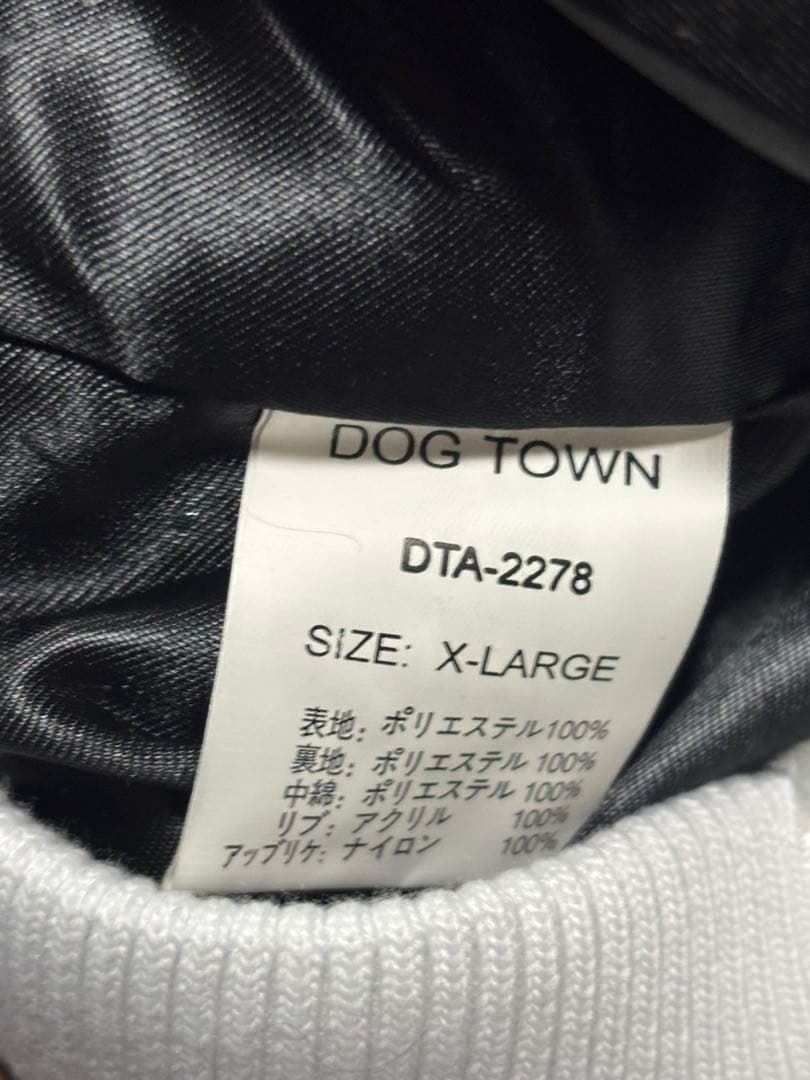 DOG TOWN
DTA-2278
SIZE: X-LARGE
表地: ポリエステル100%
裏地: ポリエステル 100%
中綿: ポリエステル 100%
リブ: アクリル 100%
アップリケ: ナイロン 100%